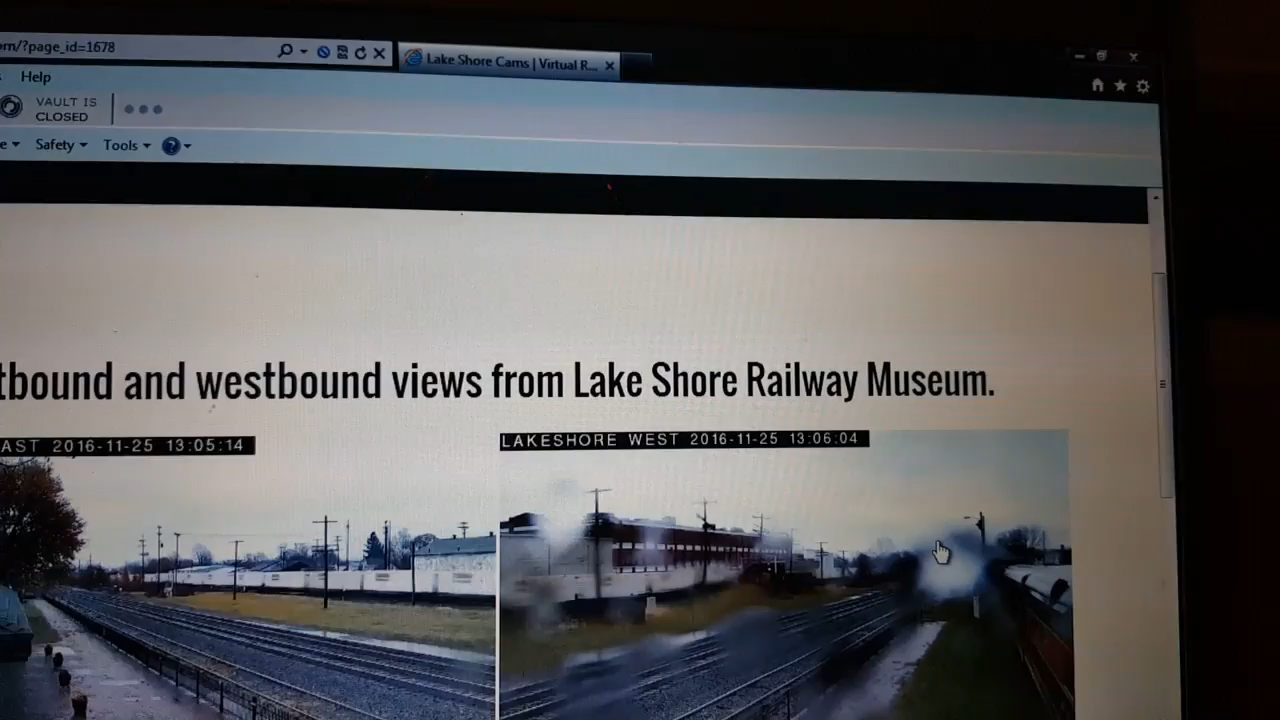 om/?page_id=1678
Lake Shore Cams | Virtual R...
Help
VAULT IS
CLOSED
Safety
Tools
tbound and westbound views from Lake Shore Railway Museum.
AST 2016-11-25 13:05:14
LAKESHORE WEST 2016-11-25 13:06:04